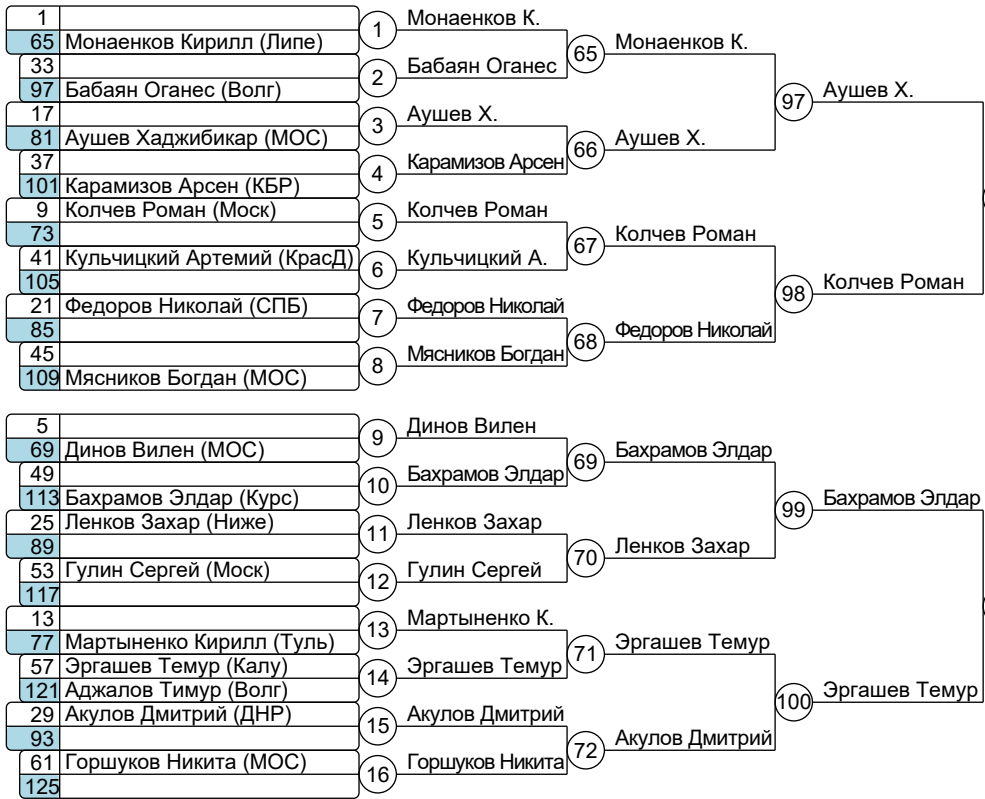 1
65 Монаенков Кирилл (Липе)
33
97 Бабаян Оганес (Волг)
17
81 Аушев Хаджибикар (МОС)
37
101 Карамизов Арсен (КБР)
9 Колчев Роман (Моск)
73
41 Кульчицкий Артемий (КрасД)
105
21 Федоров Николай (СПБ)
85
45
109 Мясников Богдан (МОС)
5
69 Динов Вилен (МОС)
49
113 Бахрамов Элдар (Курс)
25 Ленков Захар (Ниже)
89
53 Гулин Сергей (Моск)
117
13
77 Мартыненко Кирилл (Туль)
57 Эргашев Темур (Калу)
121 Аджалов Тимур (Волг)
29 Акулов Дмитрий (ДНР)
93
61 Горшуков Никита (МОС)
125
1 Монаенков К.
2 Бабаян Оганес
3 Аушев Х.
4 Карамизов Арсен
5 Колчев Роман
6 Кульчицкий А.
7 Федоров Николай
8 Мясников Богдан
9 Динов Вилен
10 Бахрамов Элдар
11 Ленков Захар
12 Гулин Сергей
13 Мартыненко К.
14 Эргашев Темур
15 Акулов Дмитрий
16 Горшуков Никита
65 Монаенков К.
66 Аушев Х.
67 Колчев Роман
68 Федоров Николай
69 Бахрамов Элдар
70 Ленков Захар
71 Эргашев Темур
72 Акулов Дмитрий
97 Аушев Х.
98 Колчев Роман
99 Бахрамов Элдар
100 Эргашев Темур